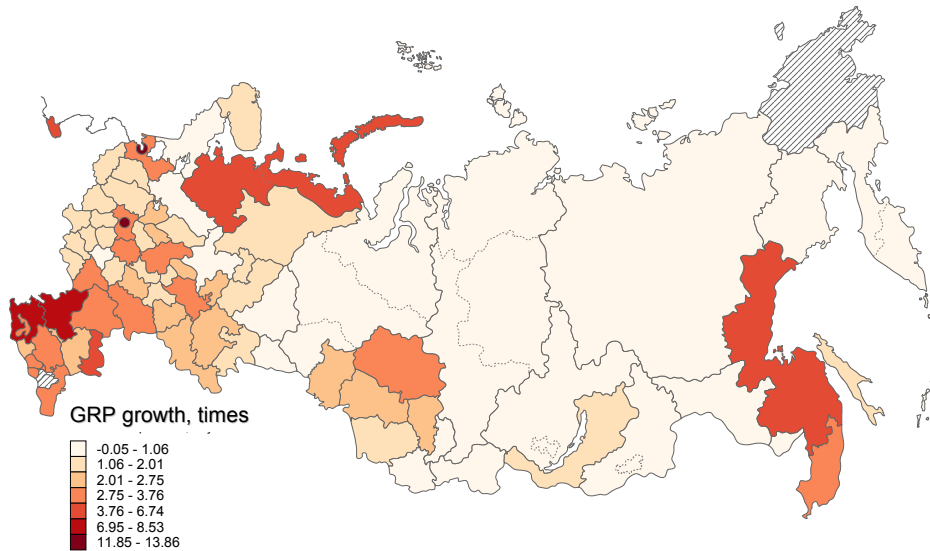 GRP growth, times
-0.05 - 1.06
1.06 - 2.01
2.01 - 2.75
2.75 - 3.76
3.76 - 6.74
6.95 - 8.53
11.85 - 13.86